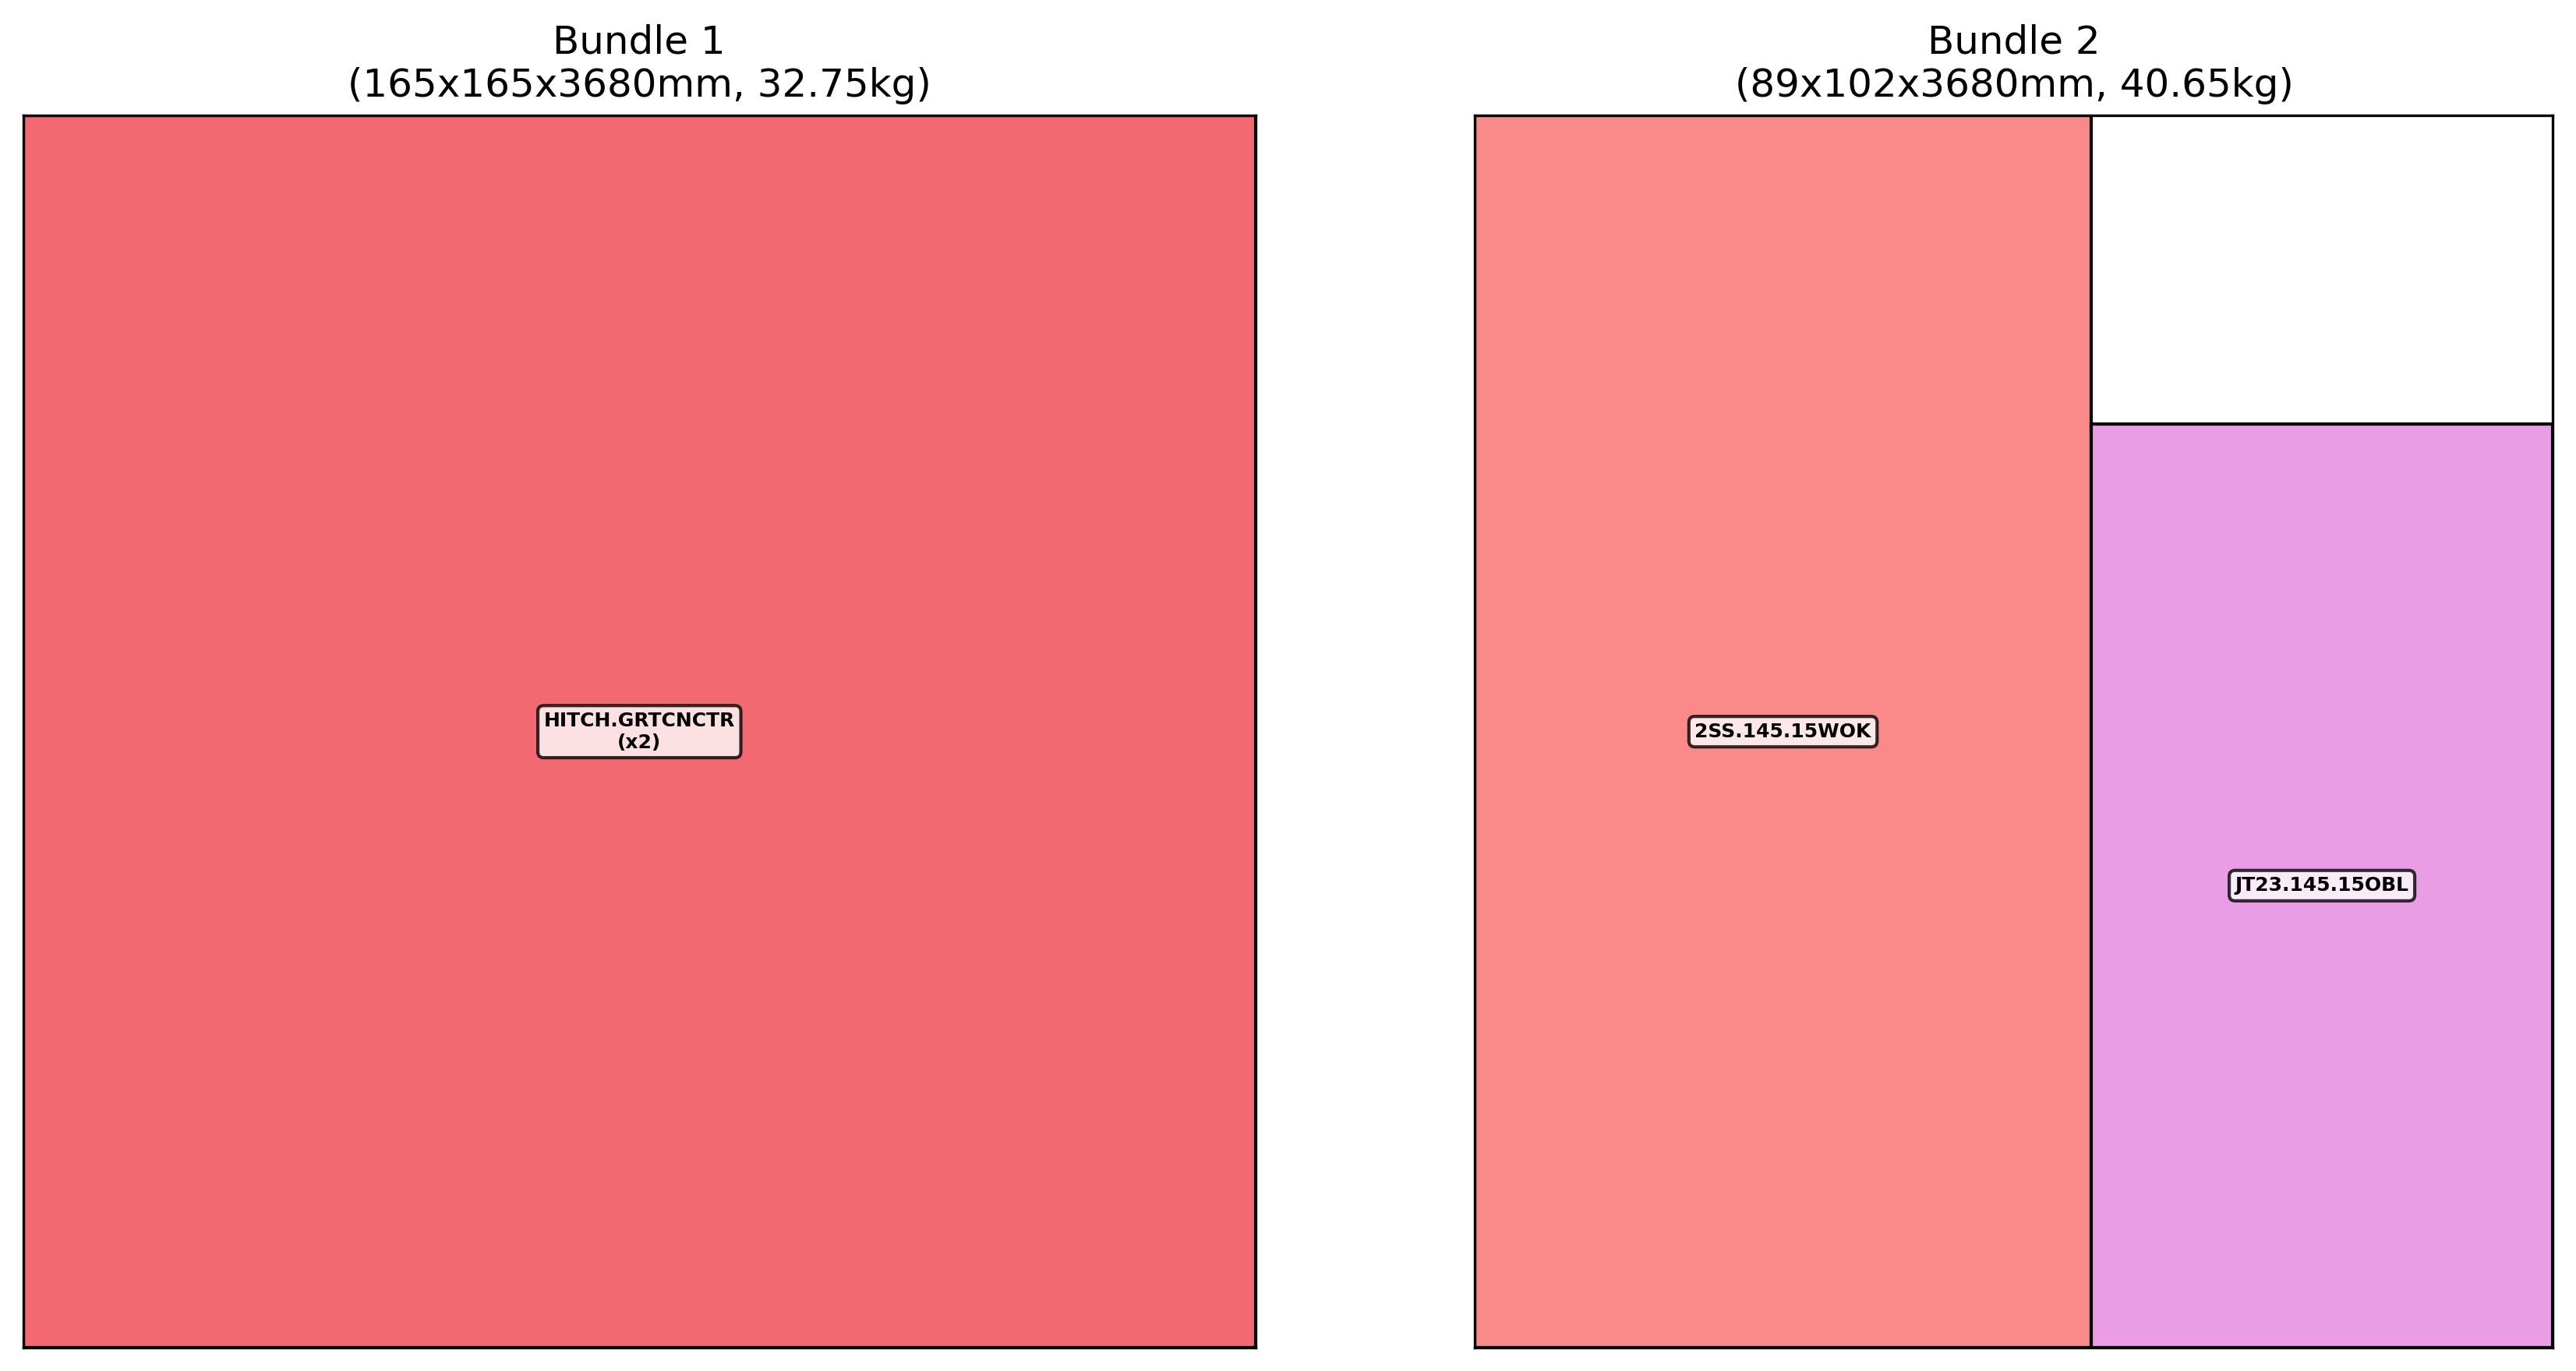 Bundle 1
(165x165x3680mm, 32.75kg)
HITCH.GRTCNCTR
(x2)
Bundle 2
(89x102x3680mm, 40.65kg)
2SS.145.15WOK
JT23.145.15OBL